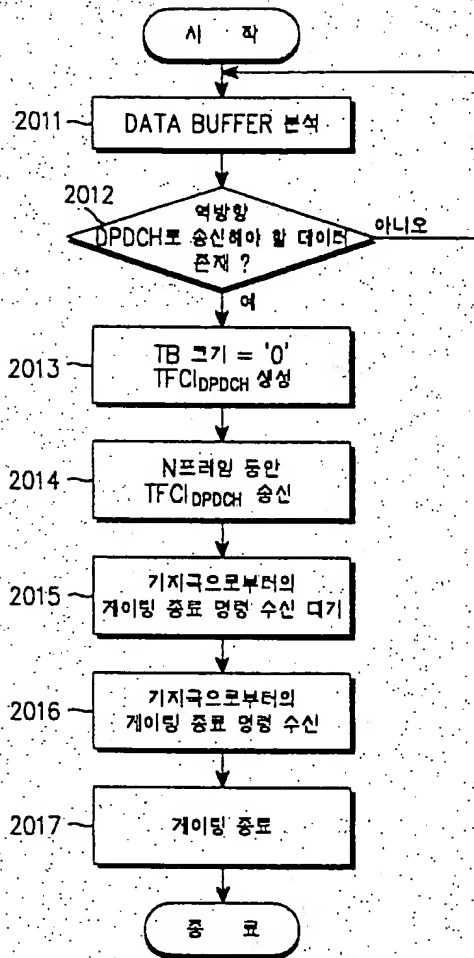 시 작
2011
DATA BUFFER 분석
2012
역방향
DPDCH로 송신해야 할 데이터
존재 ?
아니오
예
2013
TB 크기 = '0'
TFCI DPDCH 생성
2014
N프레임 동안
TFCI DPDCH 송신
2015
기지국으로부터의
게이팅 종료 명령 수신 대기
2016
기지국으로부터의
게이팅 종료 명령 수신
2017
게이팅 종료
종 료